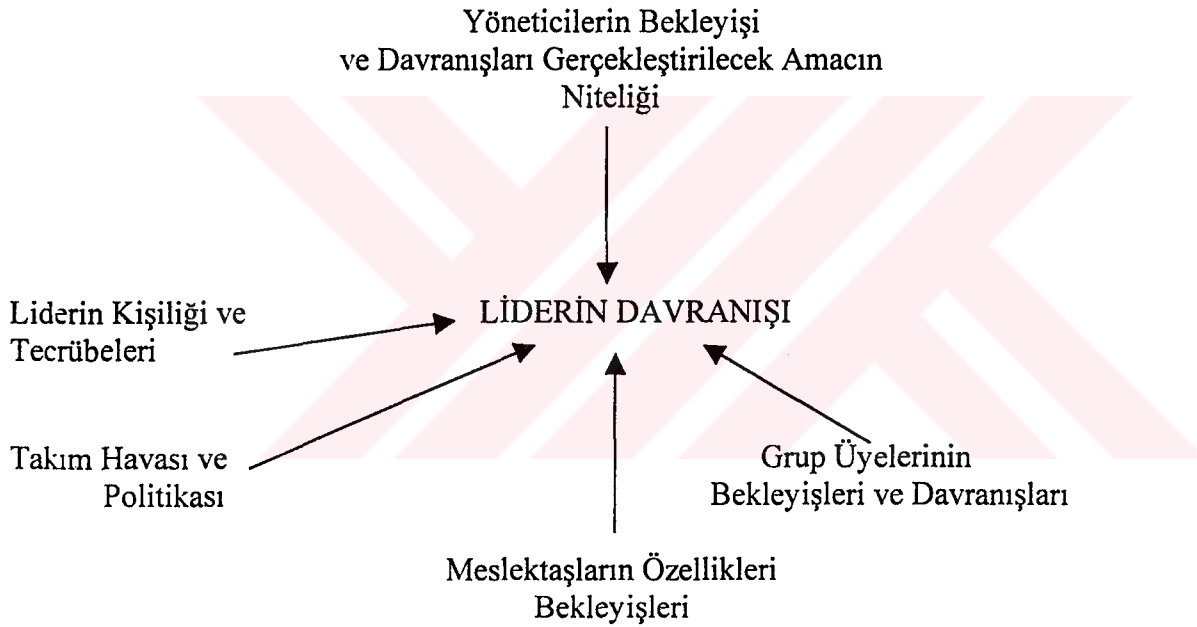 Yöneticilerin Bekleyişi
ve Davranışları Gerçekleştirilecek Amacın
Niteliği
LİDERİN DAVRANIŞI
Liderin Kişiliği ve
Tecrübeleri
Takım Havası ve
Politikası
Grup Üyelerinin
Bekleyişleri ve Davranışları
Meslektaşların Özellikleri
Bekleyişleri